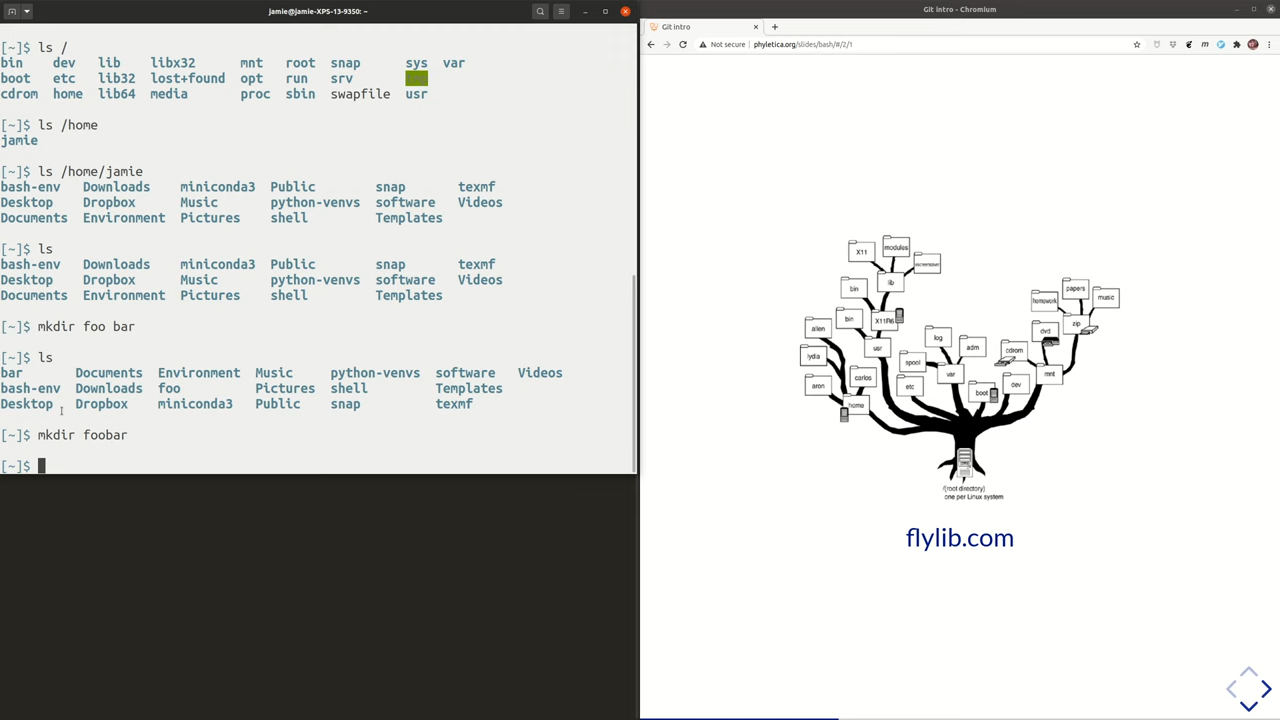 jamie@jamie-XPS-13-9350: ~
[~]$ ls /
bin dev lib libx32 mnt root snap sys var
boot etc lib32 lost+found opt run srv
cdrom home lib64 media proc sbin swapfile usr
[~]$ ls /home
jamie
[~]$ ls /home/jamie
bash-env Downloads miniconda3 Public snap texmf
Desktop Dropbox Music python-venvs software Videos
Documents Environment Pictures shell Templates
[~]$ ls
bash-env Downloads miniconda3 Public snap texmf
Desktop Dropbox Music python-venvs software Videos
Documents Environment Pictures shell Templates
[~]$ mkdir foo bar
[~]$ ls
bar Documents Environment Music python-venvs software Videos
bash-env Downloads foo Pictures shell Templates
Desktop Dropbox miniconda3 Public snap texmf
[~]$ mkdir foobar
[~]$
Git intro - Chromium
Git intro
Not secure | phyletica.org/slides/bash/#/2/1
X11
modules
lib
bin
X11R6
bin
allen
usr
lydia
aron
carlos
home
log
adm
spool
var
etc
boot
cdrom
dev
mnt
dvd
zip
homework
papers
music
/(root directory)
one per Linux system
flylib.com